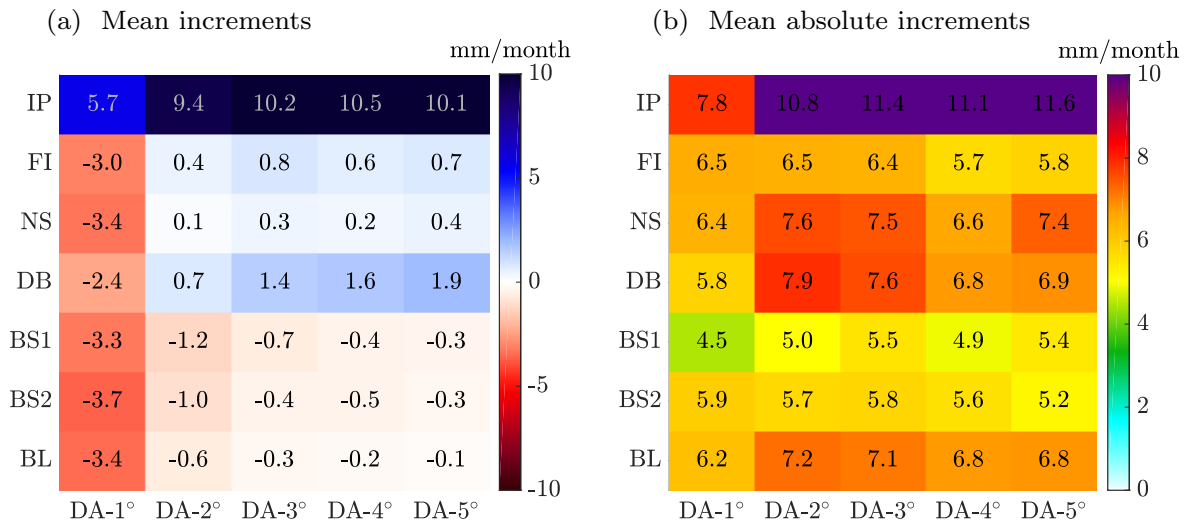 (a) Mean increments
mm/month
IP 5.7 9.4 10.2 10.5 10.1
FI -3.0 0.4 0.8 0.6 0.7
NS -3.4 0.1 0.3 0.2 0.4
DB -2.4 0.7 1.4 1.6 1.9
BS1 -3.3 -1.2 -0.7 -0.4 -0.3
BS2 -3.7 -1.0 -0.4 -0.5 -0.3
BL -3.4 -0.6 -0.3 -0.2 -0.1
DA-1° DA-2° DA-3° DA-4° DA-5°
10
5
0
-5
-10
(b) Mean absolute increments
mm/month
IP 7.8 10.8 11.4 11.1 11.6
FI 6.5 6.5 6.4 5.7 5.8
NS 6.4 7.6 7.5 6.6 7.4
DB 5.8 7.9 7.6 6.8 6.9
BS1 4.5 5.0 5.5 4.9 5.4
BS2 5.9 5.7 5.8 5.6 5.2
BL 6.2 7.2 7.1 6.8 6.8
DA-1° DA-2° DA-3° DA-4° DA-5°
10
8
6
4
2
0